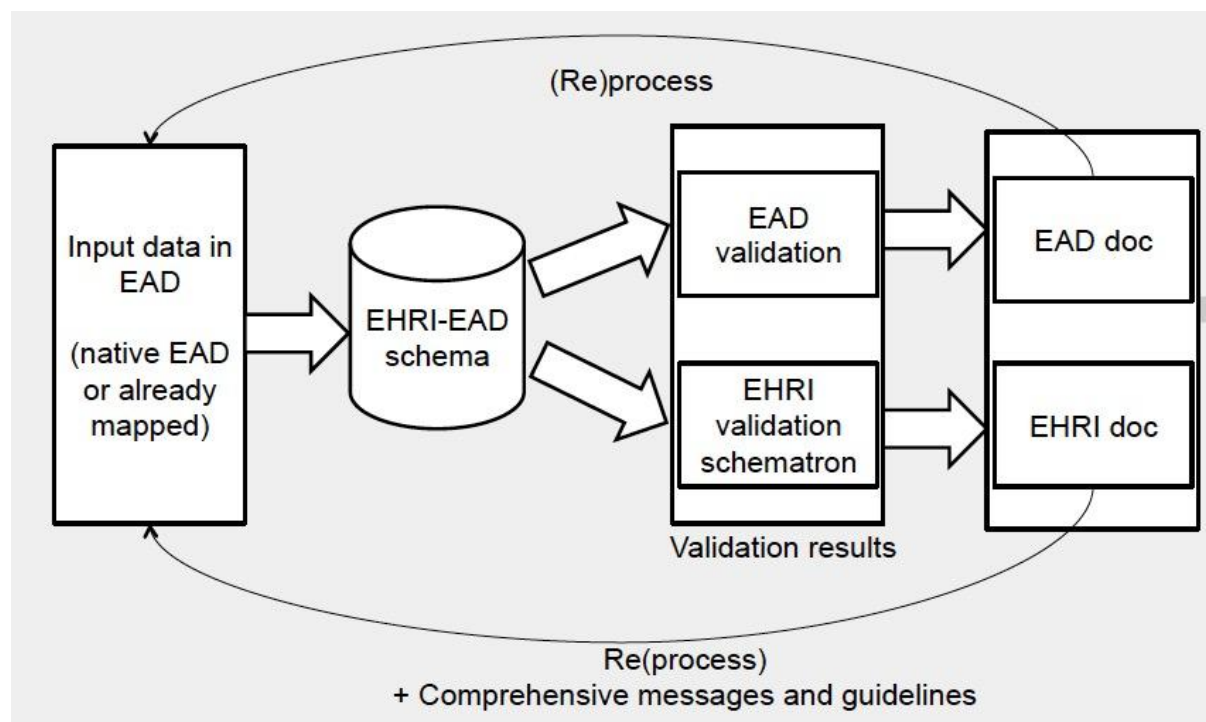 (Re)process
Input data in
EAD
(native EAD
or already
mapped)
EHRI-EAD
schema
EAD
validation
EHRI
validation
schematron
Validation results
EAD doc
EHRI doc
Re(process)
+ Comprehensive messages and guidelines